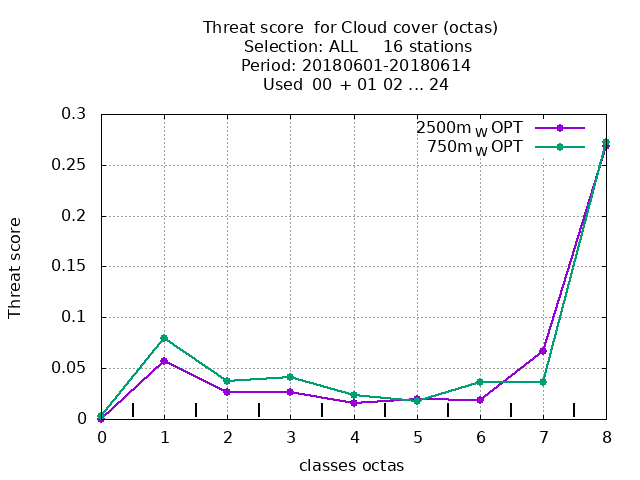 Threat score  for Cloud cover (octas)
Selection: ALL     16 stations
Period: 20180601-20180614
Used  00 + 01 02 ... 24
2500m W OPT
750m W OPT
0.3
0.25
0.2
0.15
0.1
0.05
0
Threat score
0 1 2 3 4 5 6 7 8
classes octas